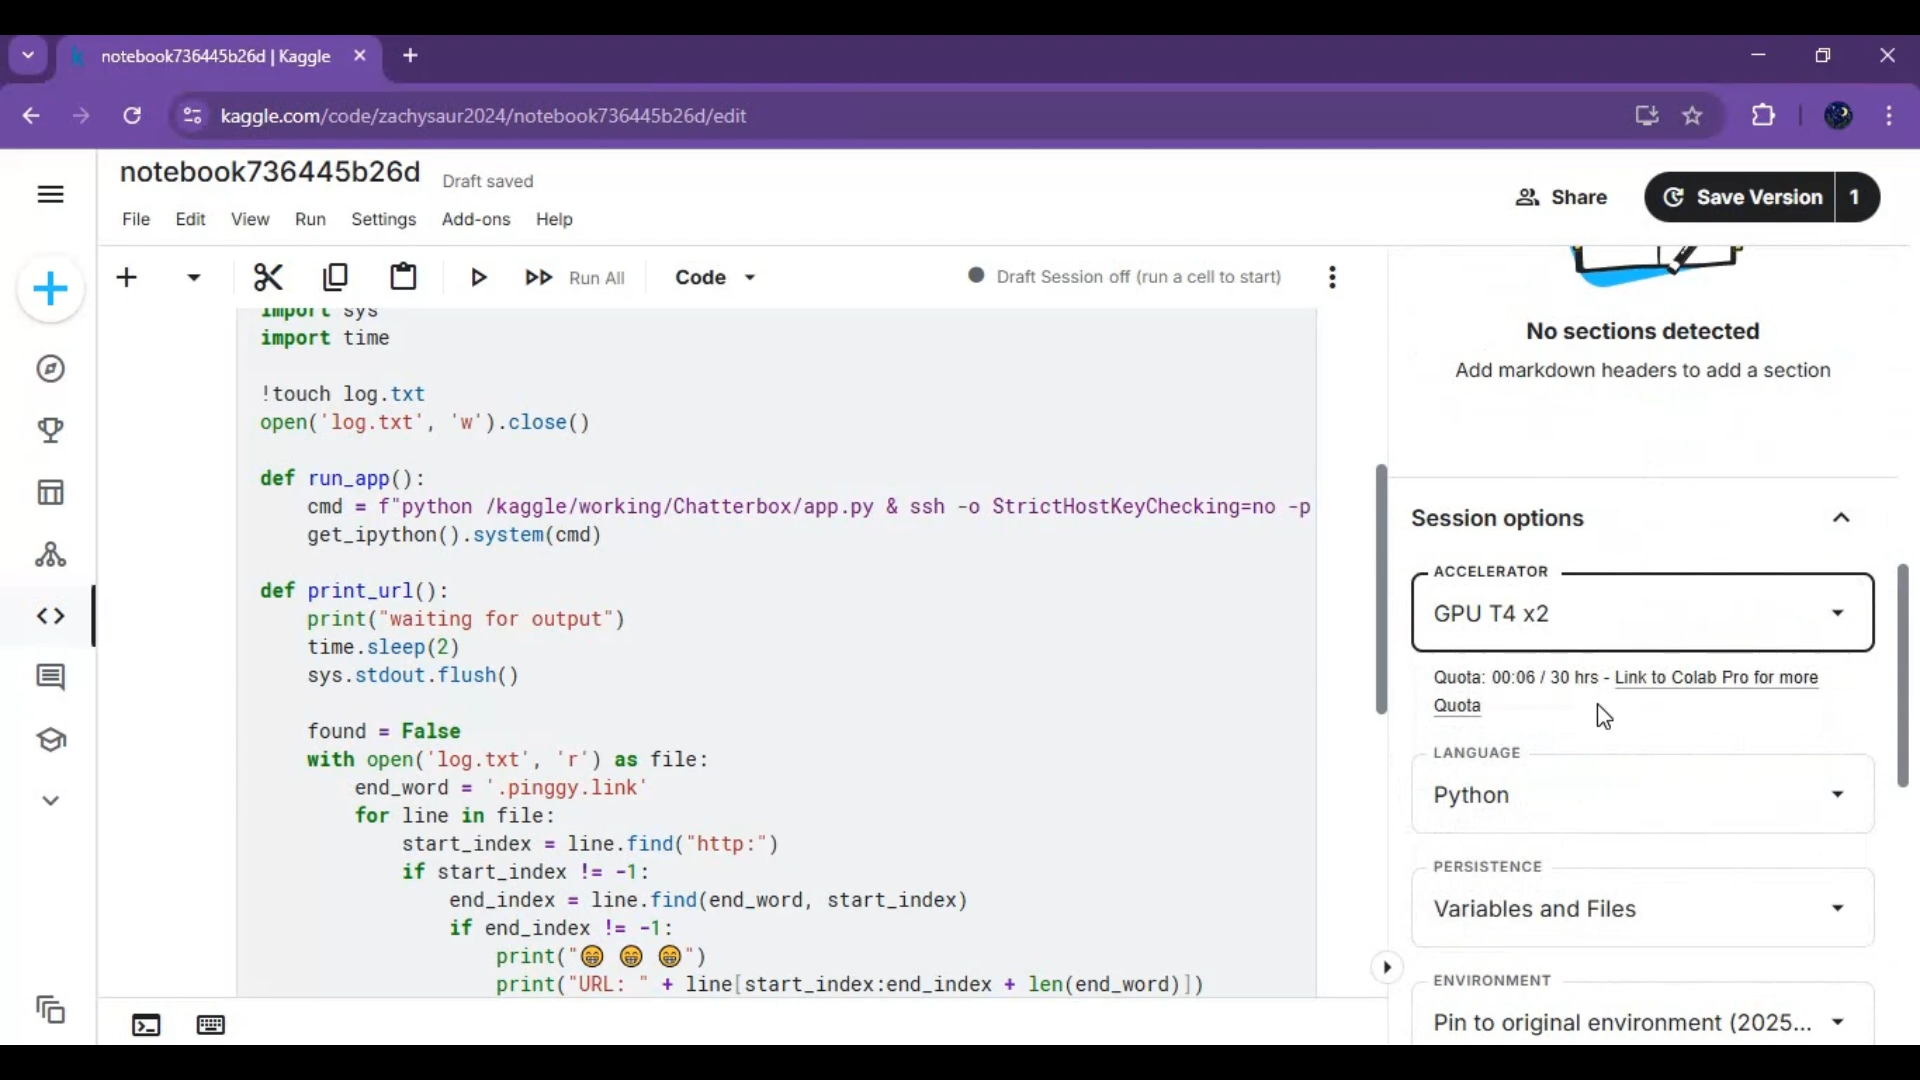 notebook736445b26d | Kaggle
kaggle.com/code/zachysaur2024/notebook736445b26d/edit
notebook736445b26d Draft saved
File Edit View Run Settings Add-ons Help
Share Save Version 1
Run All Code Draft Session off (run a cell to start)
import sys
import time
!touch log.txt
open('log.txt', 'w').close()
def run_app():
    cmd = f"python /kaggle/working/Chatterbox/app.py & ssh -o StrictHostKeyChecking=no -p
    get_ipython().system(cmd)
def print_url():
    print("waiting for output")
    time.sleep(2)
    sys.stdout.flush()
    found = False
    with open('log.txt', 'r') as file:
        end_word = '.pinggy.link'
        for line in file:
            start_index = line.find("http:")
            if start_index != -1:
                end_index = line.find(end_word, start_index)
                if end_index != -1:
                    print("😁 😁 😁")
                    print("URL: " + line[start_index:end_index + len(end_word)])
No sections detected
Add markdown headers to add a section
Session options
ACCELERATOR
GPU T4 x2
Quota: 00:06 / 30 hrs - Link to Colab Pro for more
Quota
LANGUAGE
Python
PERSISTENCE
Variables and Files
ENVIRONMENT
Pin to original environment (2025...